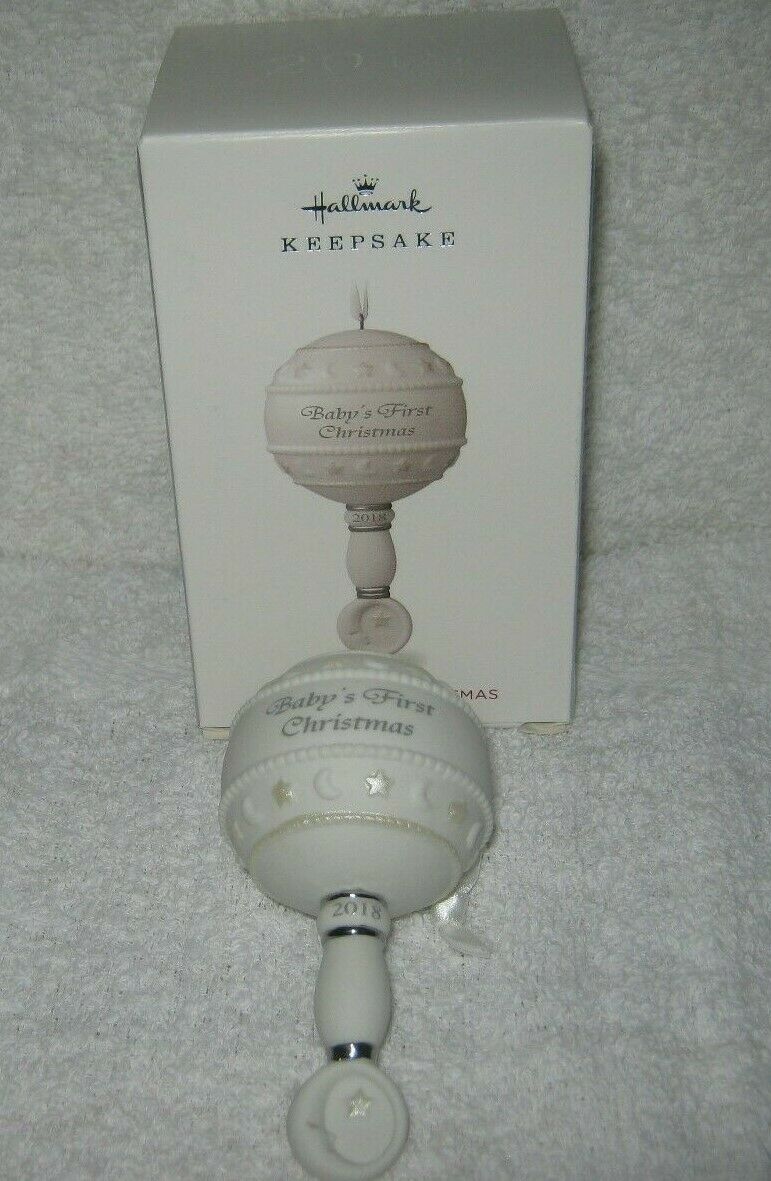 Hallmark
KEEPSAKE
Baby's First
Christmas
2018
Baby's First
Christmas
2018